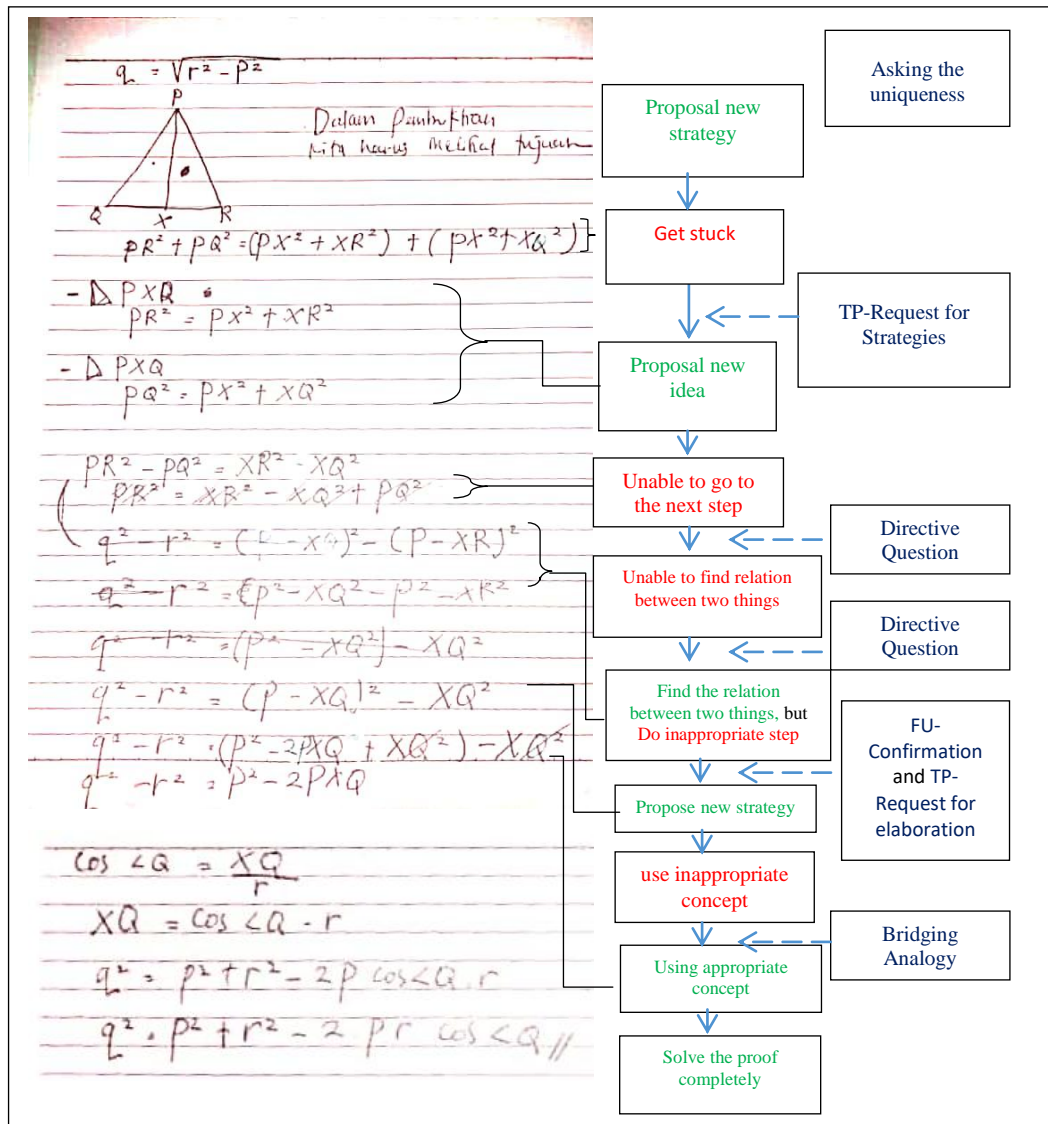 q = √r² - p²
P
Dalam Pembuktian
kita harus melihat tujuan
Q X R
PR² + PQ² = (PX² + XR²) + (PX² + XQ²)
- Δ PXR
PR² = PX² + XR²
- Δ PXQ
PQ² = PX² + XQ²
PR² - PQ² = XR² - XQ²
PR² = XR² - XQ² + PQ²
q² - r² = (P - XQ)² - (P - XR)²
q² - r² = (p² - XQ² - p² - XR²
q² - r² = (p² - XQ²) - XQ²
q² - r² = (P - XQ)² - XQ²
q² - r² = (p² - 2PXQ + XQ²) - XQ²
q² - r² = p² - 2PXQ
cos ∠Q = XQ
r
XQ = cos ∠Q . r
q² = p² + r² - 2p cos ∠Q . r
q² = p² + r² - 2 pr cos ∠Q //
Proposal new
strategy
Get stuck
Proposal new
idea
Unable to go to
the next step
Unable to find relation
between two things
Find the relation
between two things, but
Do inappropriate step
Propose new strategy
use inappropriate
concept
Using appropriate
concept
Solve the proof
completely
Asking the
uniqueness
TP-Request for
Strategies
Directive
Question
Directive
Question
FU-
Confirmation
and TP-
Request for
elaboration
Bridging
Analogy